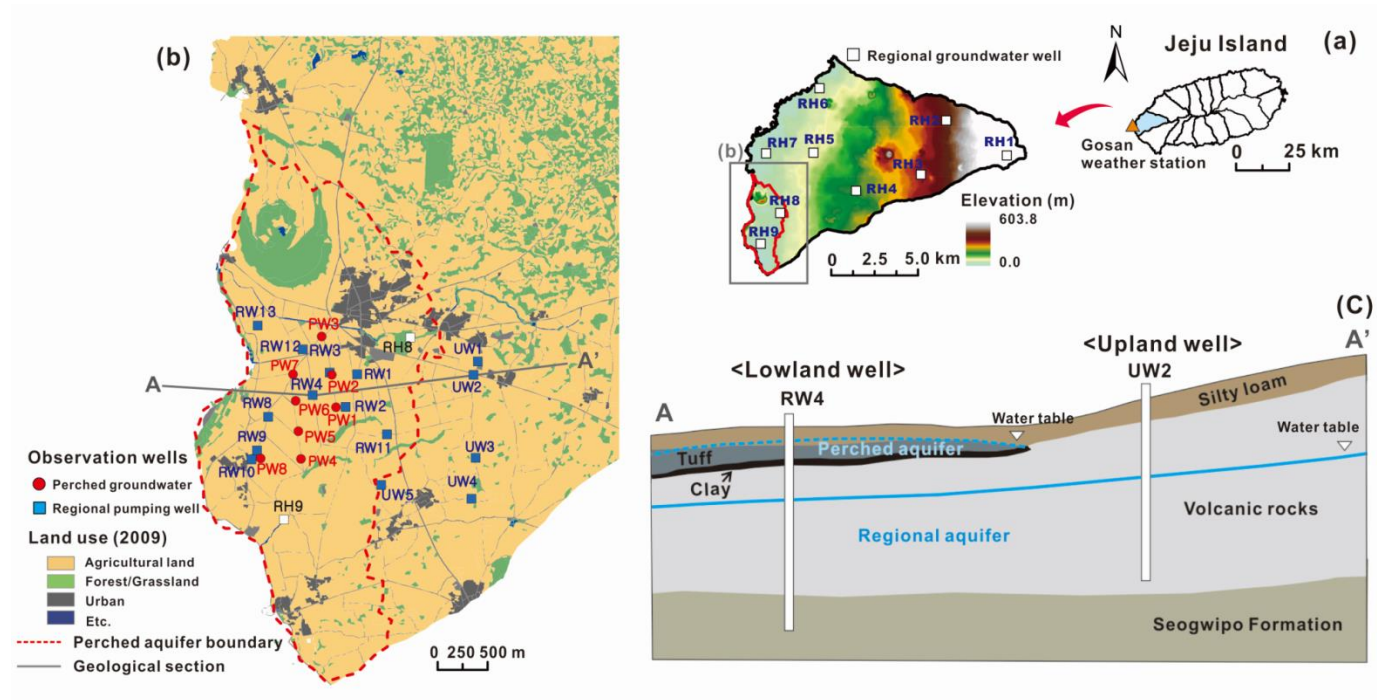 (b)
RW13
PW3
RW12
RW3
RH8
PW7
UW1
A
RW4
PW2
RW1
UW2
A'
RW8
PW6
RW2
PW1
PW5
RW9
RW11
UW3
RW10
PW8
PW4
UW4
UW5
RH9
Observation wells
Perched groundwater
Regional pumping well
Land use (2009)
Agricultural land
Forest/Grassland
Urban
Etc.
Perched aquifer boundary
Geological section
0 250 500 m
Regional groundwater well
RH6
RH2
RH7
RH5
RH1
(b)
RH3
RH4
RH8
RH9
Elevation (m)
603.8
0.0
0 2.5 5.0 km
N
Jeju Island
(a)
Gosan
weather station
0 25 km
(C)
A'
<Upland well>
UW2
<Lowland well>
RW4
A
Silty loam
Water table
Water table
Perched aquifer
Tuff
Clay
Volcanic rocks
Regional aquifer
Seogwipo Formation